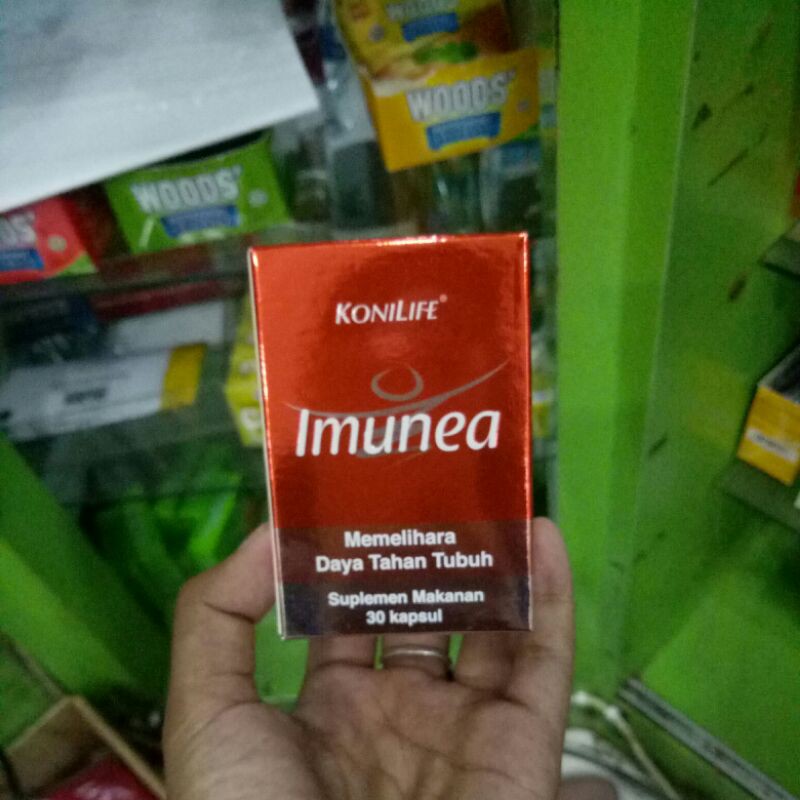 WOODS'
WOODS'
KONILIFE®
Imunea
Memelihara
Daya Tahan Tubuh
Suplemen Makanan
30 kapsul